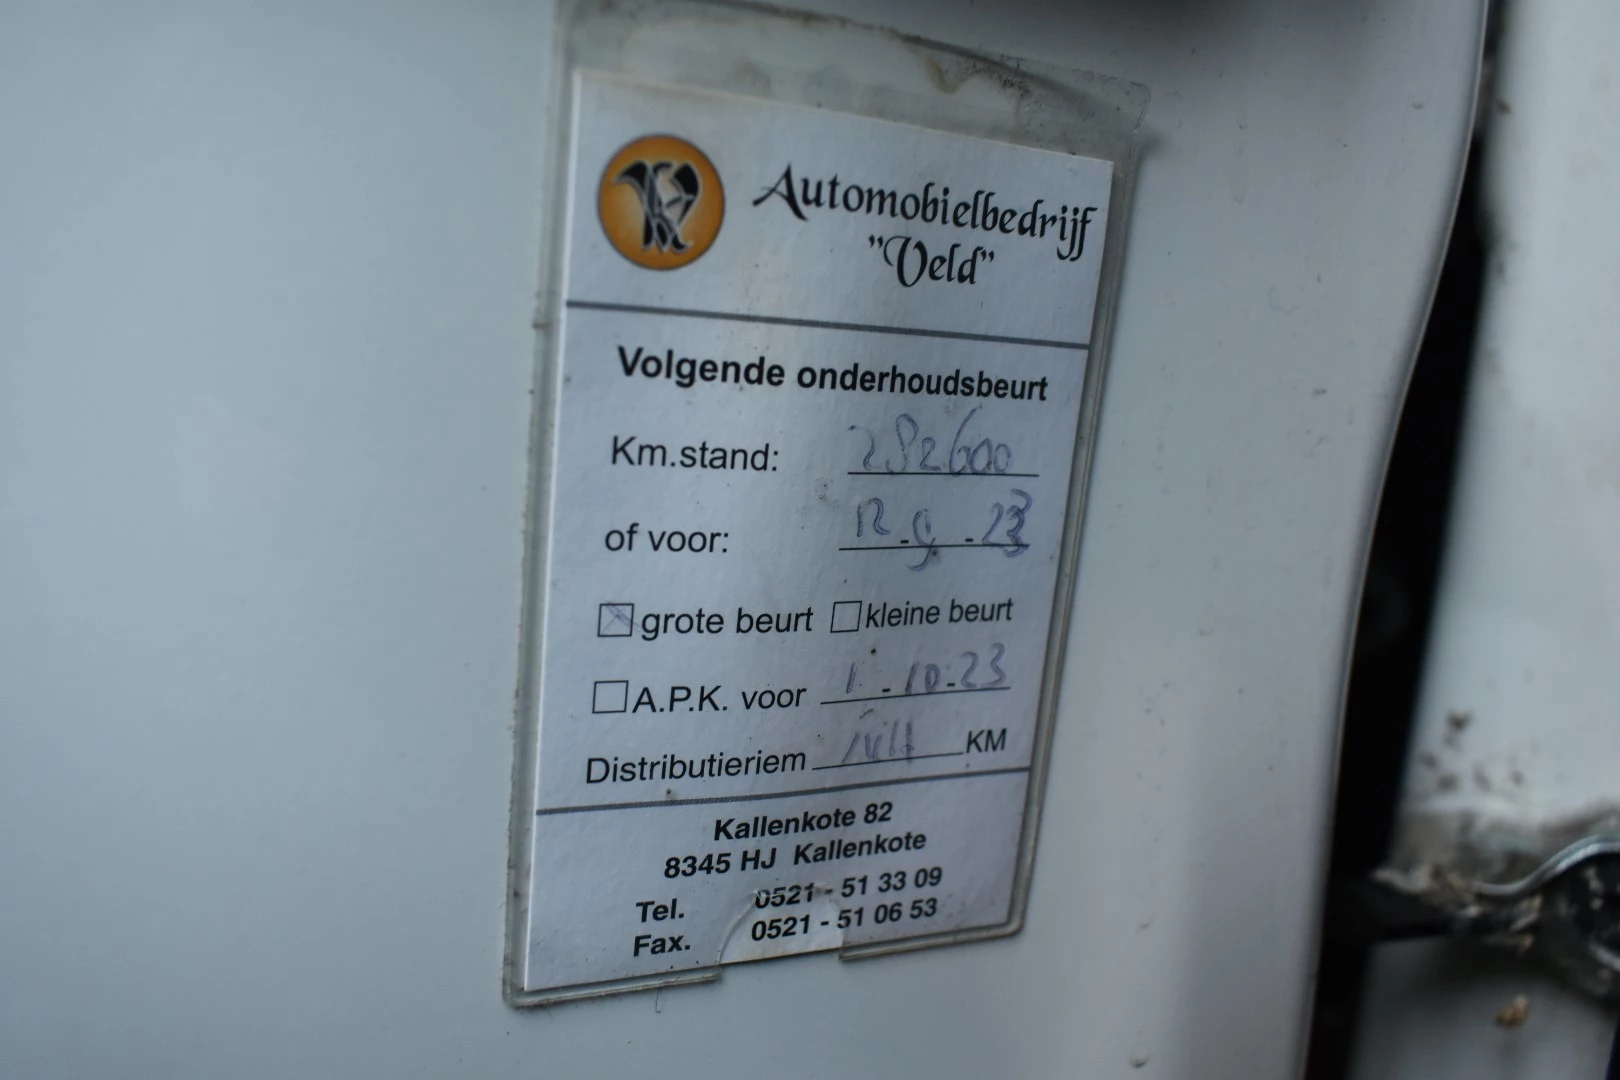 Automobielbedrijf
"Veld"
Volgende onderhoudsbeurt
Km.stand: 282600
of voor: 12-9-23
grote beurt kleine beurt
A.P.K. voor 1-10-23
Distributieriem KM
Kallenkote 82
8345 HJ Kallenkote
Tel. 0521 - 51 33 09
Fax. 0521 - 51 06 53